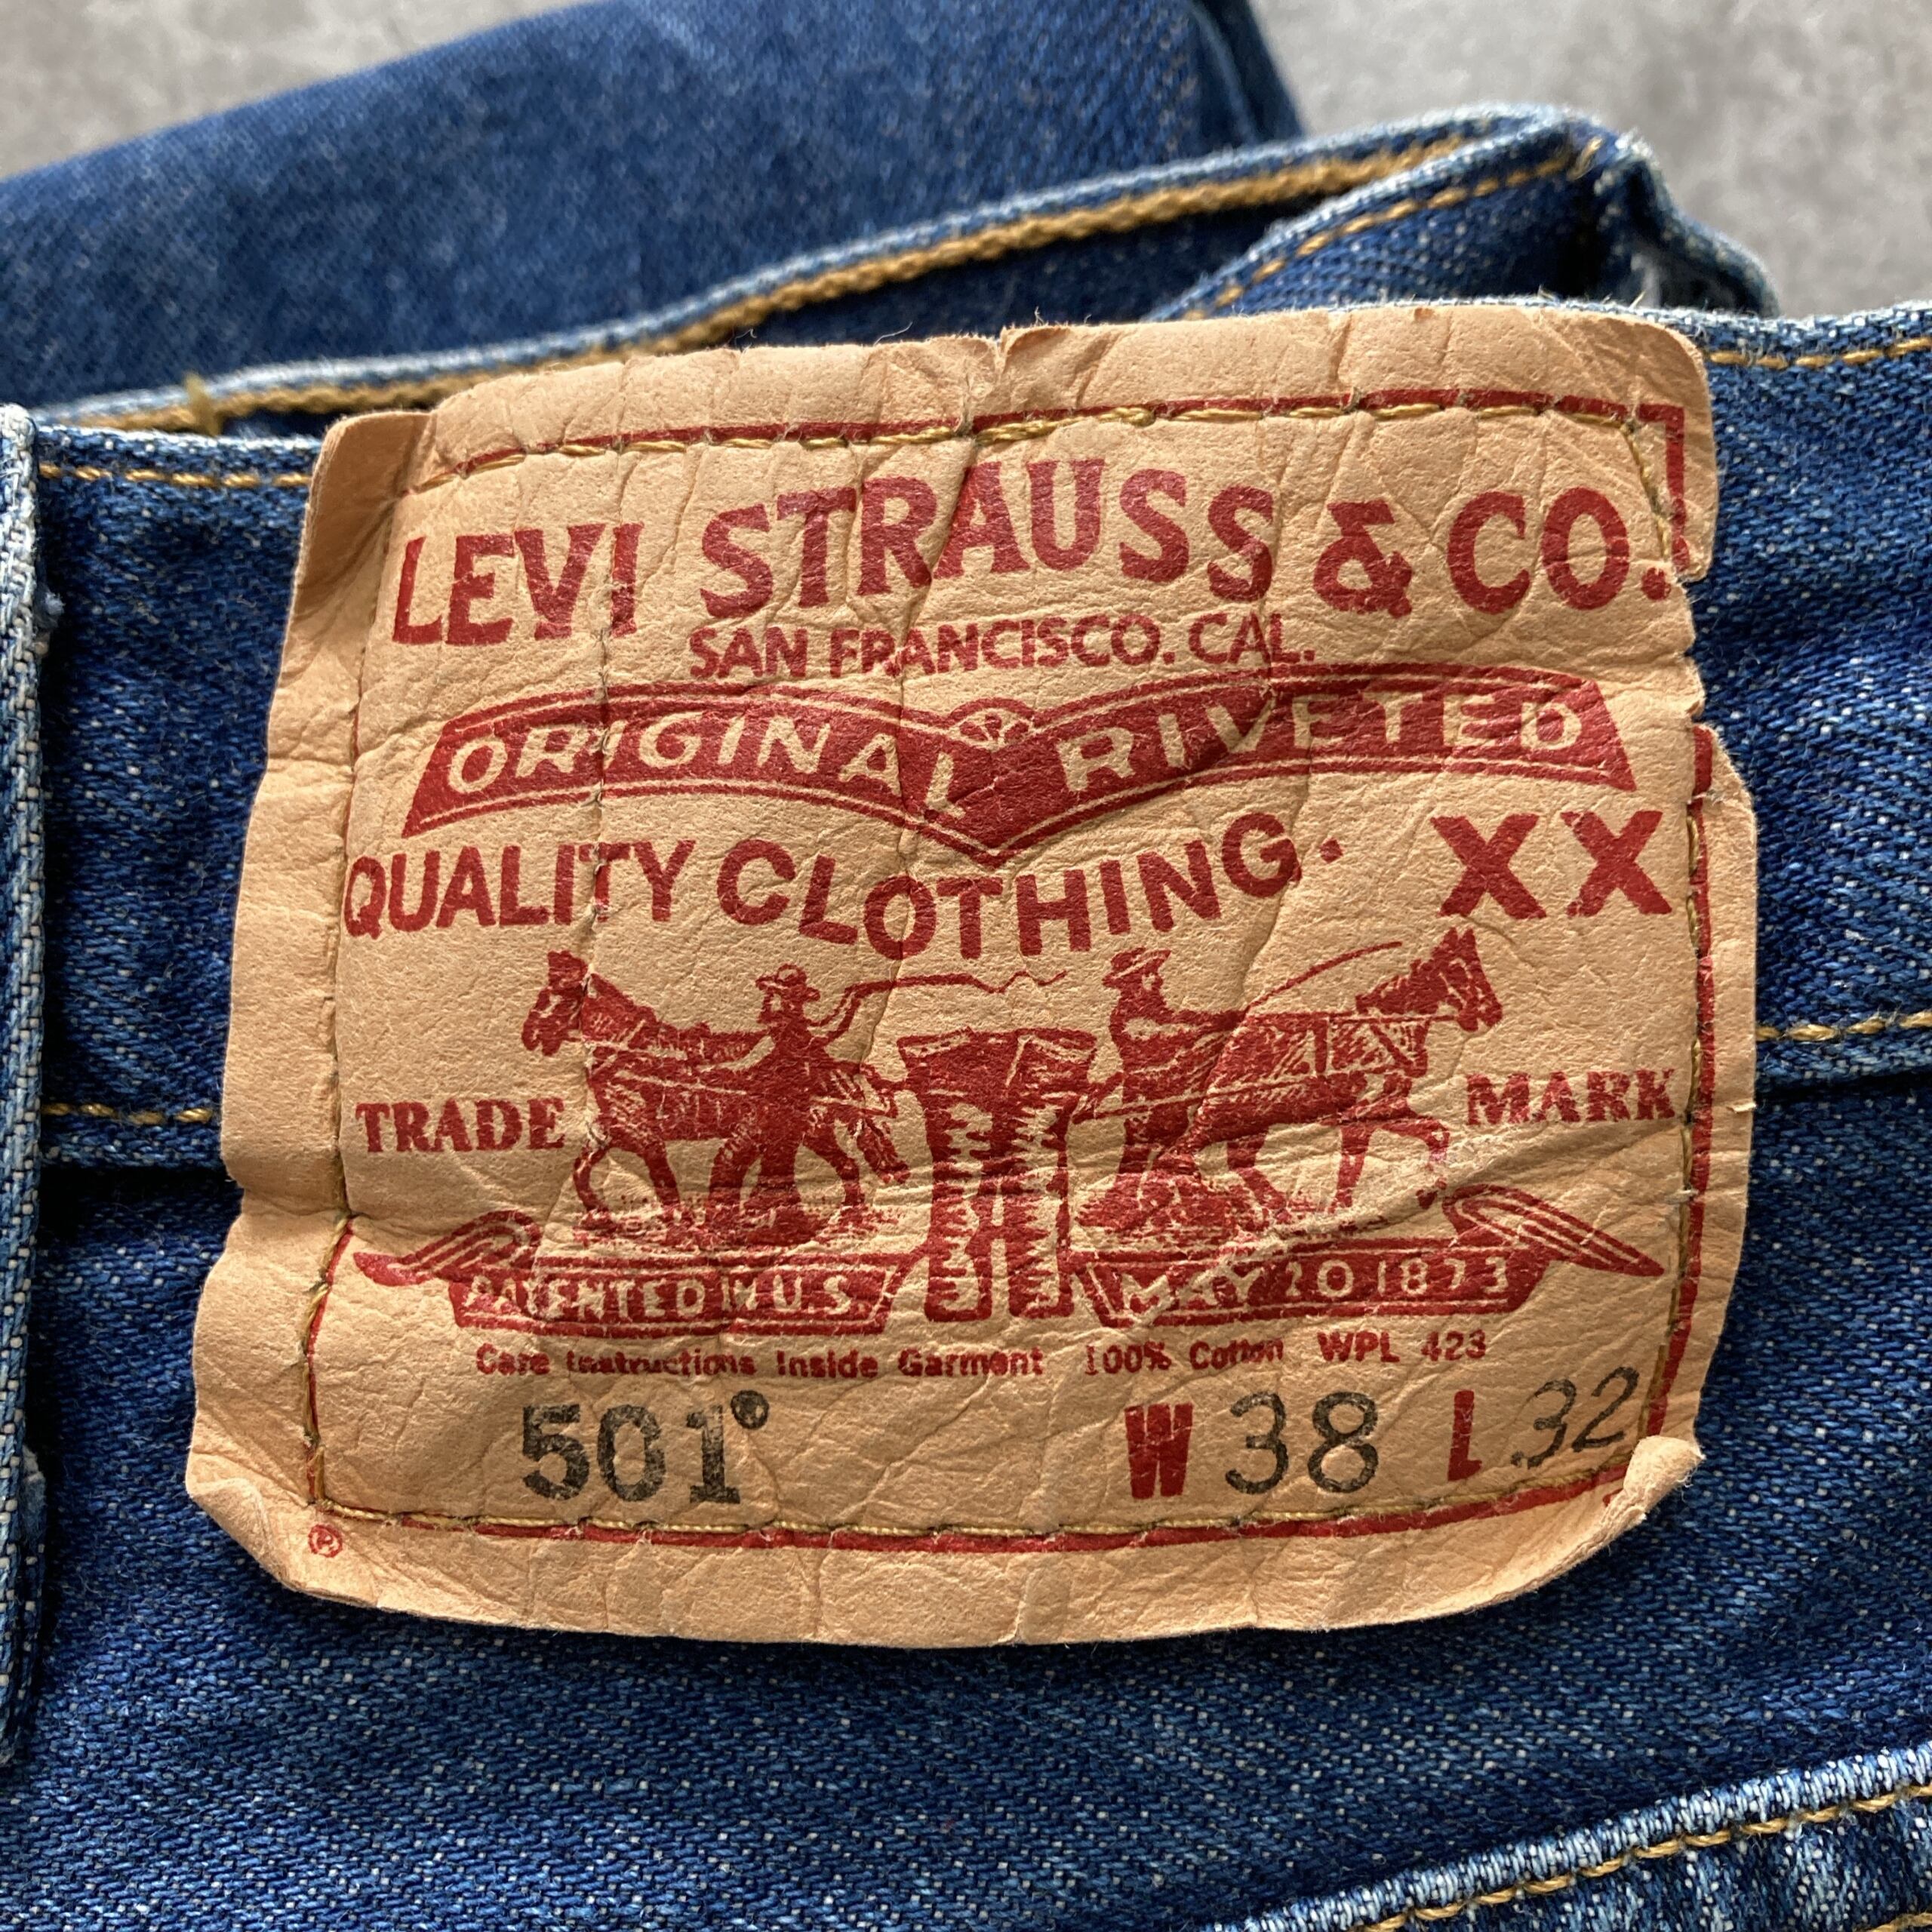 LEVI STRAUSS & CO.
SAN FRANCISCO. CAL.
ORIGINAL RIVETED
QUALITY CLOTHING. XX
TRADE MARK
PATENTED IN U.S. MAY 20 1873
Care Instructions Inside Garment 100% Cotton WPL 423
501® W 38 L 32
®